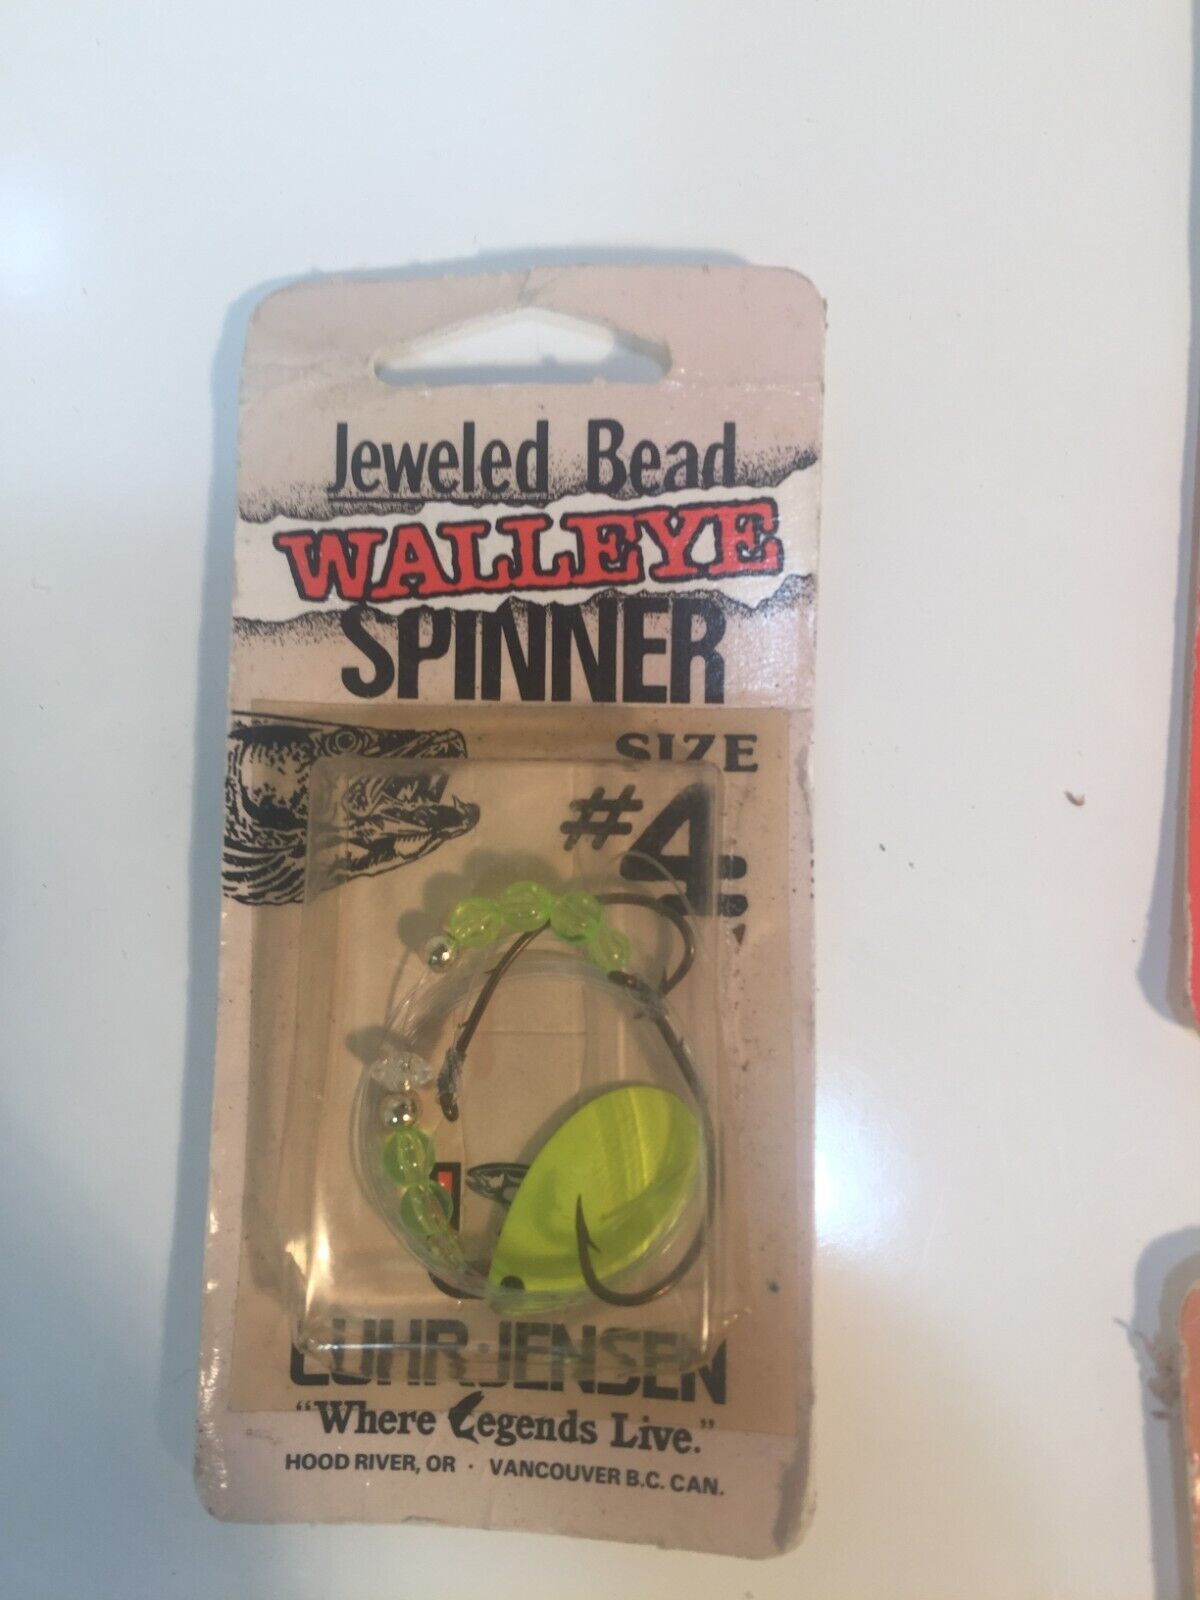 Jeweled Bead
WALLEYE
SPINNER
SIZE
#4
LUHR-JENSEN
"Where Legends Live."
HOOD RIVER, OR · VANCOUVER B.C. CAN.